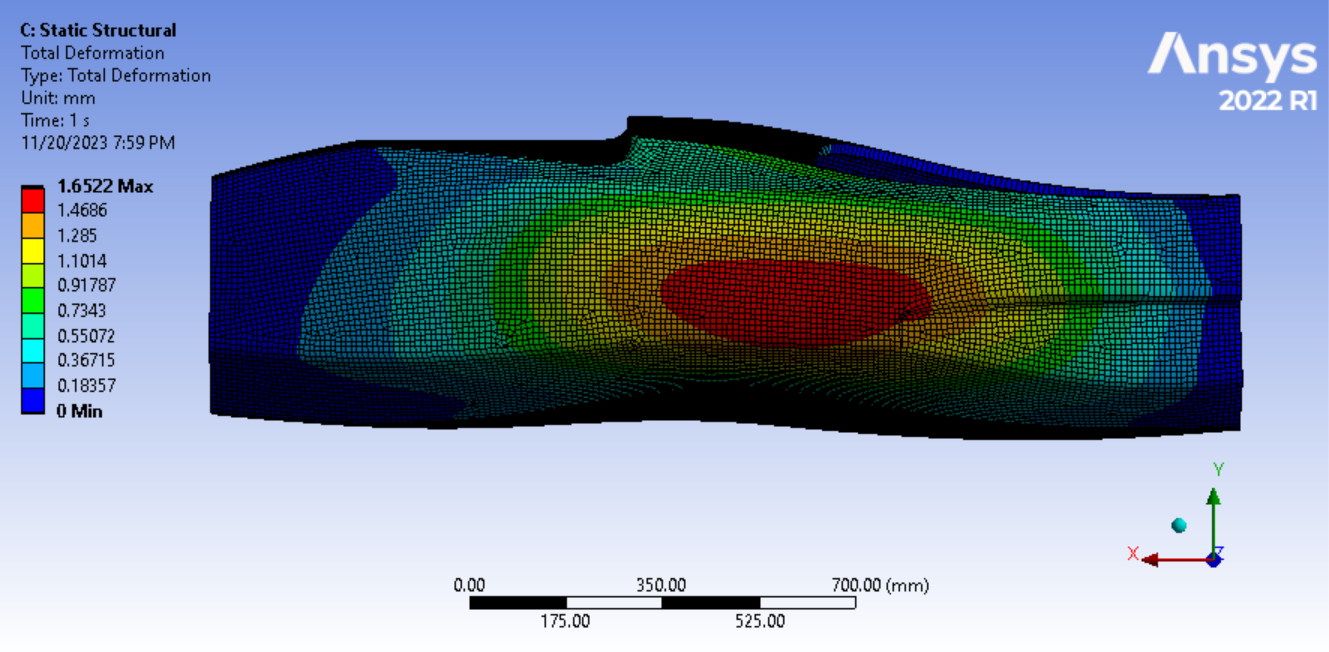 C: Static Structural
Total Deformation
Type: Total Deformation
Unit: mm
Time: 1 s
11/20/2023 7:59 PM
Ansys
2022 R1
1.6522 Max
1.4686
1.285
1.1014
0.91787
0.7343
0.55072
0.36715
0.18357
0 Min
Y
X
Z
0.00 350.00 700.00 (mm)
175.00 525.00